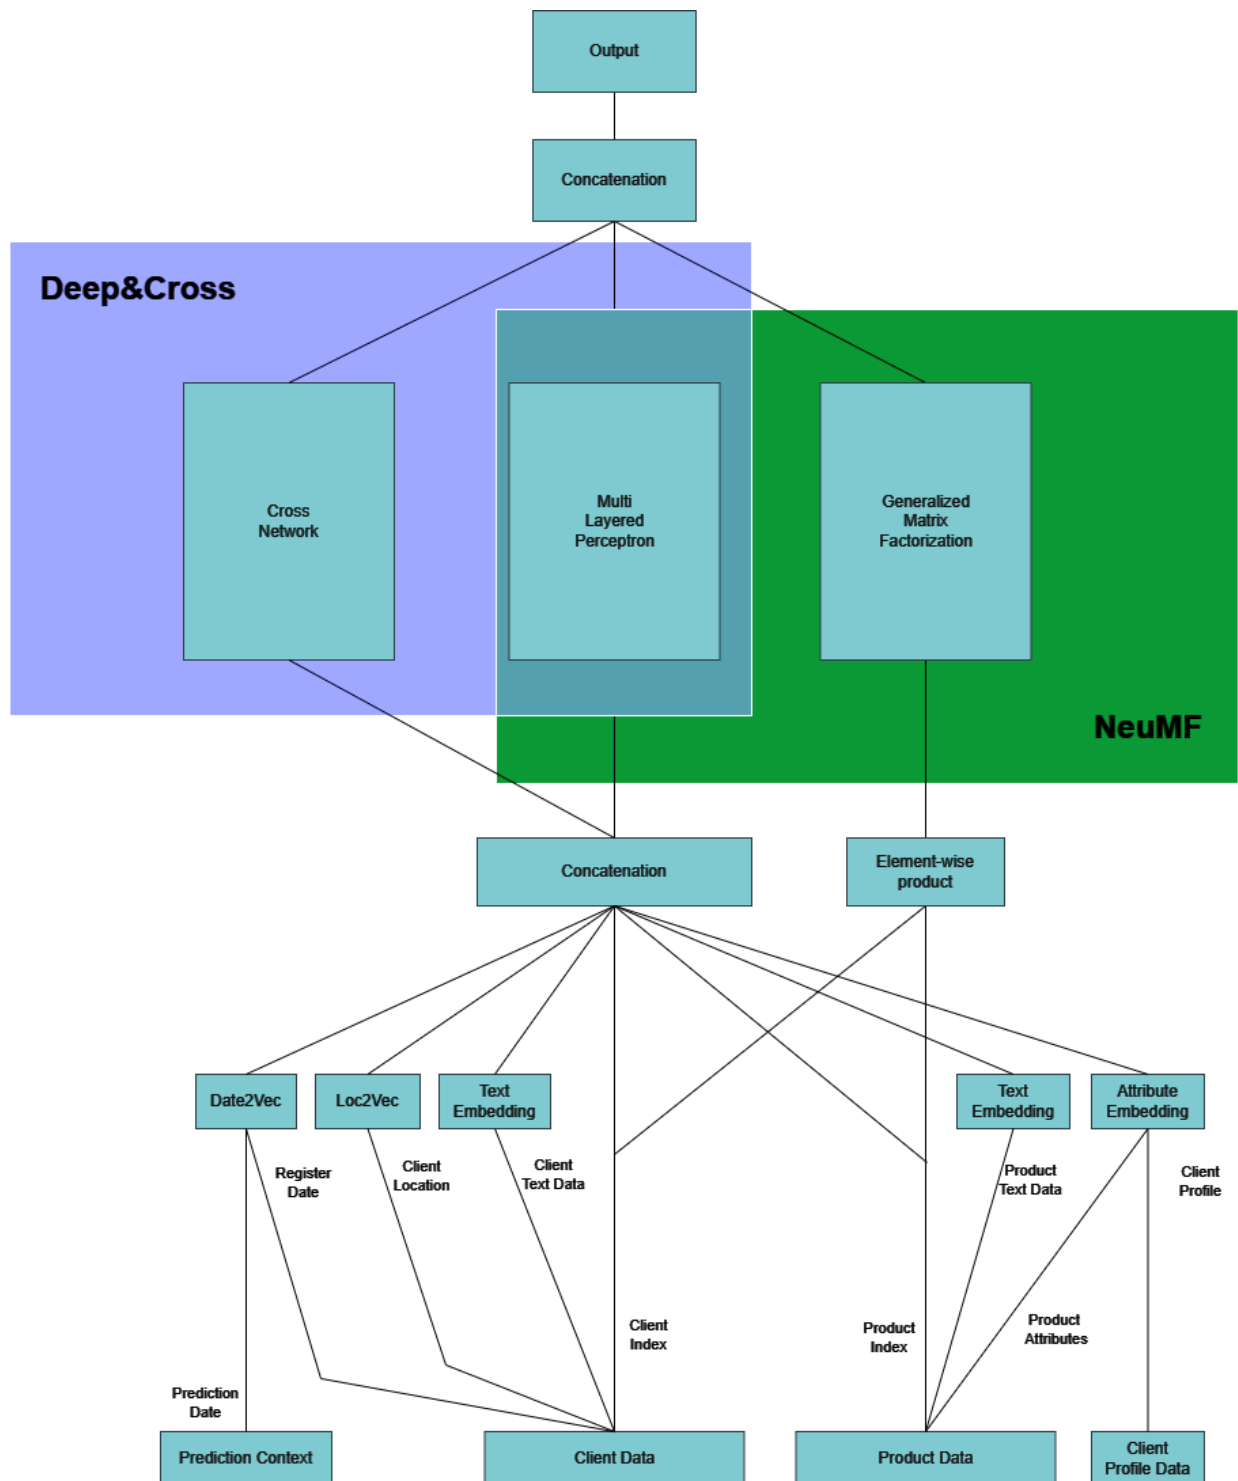 Output
Concatenation
Deep&Cross
Cross
Network
Multi
Layered
Perceptron
Generalized
Matrix
Factorization
NeuMF
Concatenation
Element-wise
product
Date2Vec
Loc2Vec
Text
Embedding
Text
Embedding
Attribute
Embedding
Register
Date
Client
Location
Client
Text Data
Product
Text Data
Client
Profile
Client
Index
Product
Index
Product
Attributes
Prediction
Date
Prediction Context
Client Data
Product Data
Client
Profile Data